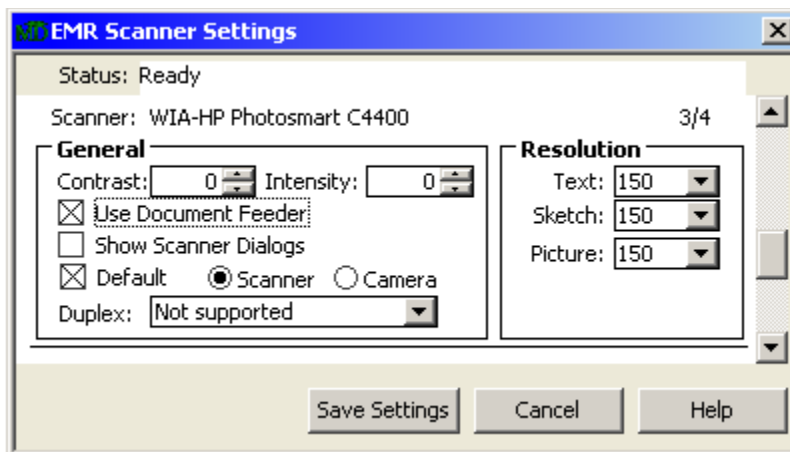 EMR Scanner Settings
Status: Ready
Scanner: WIA-HP Photosmart C4400 3/4
General
Contrast: 0 Intensity: 0
Use Document Feeder
Show Scanner Dialogs
Default Scanner Camera
Duplex: Not supported
Resolution
Text: 150
Sketch: 150
Picture: 150
Save Settings Cancel Help